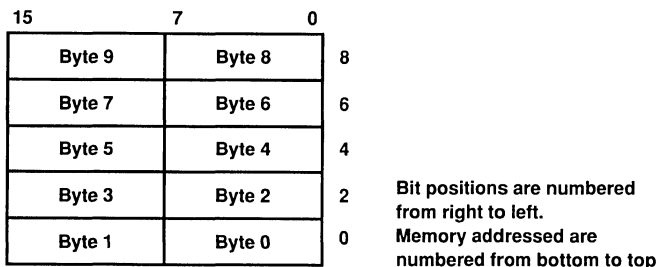 15 7 0
Byte 9 Byte 8 8
Byte 7 Byte 6 6
Byte 5 Byte 4 4
Byte 3 Byte 2 2
Byte 1 Byte 0 0
Bit positions are numbered
from right to left.
Memory addressed are
numbered from bottom to top